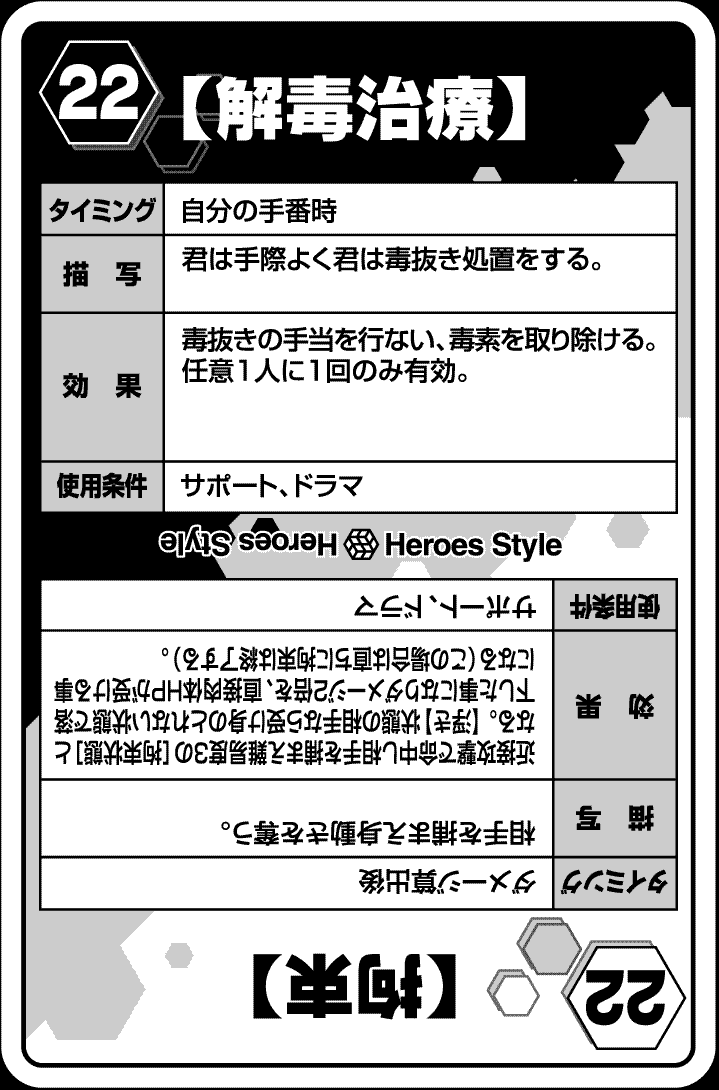 22
【解毒治療】
タイミング 自分の手番時
描　写 君は手際よく君は毒抜き処置をする。
効　果 毒抜きの手当を行ない、毒素を取り除ける。
任意1人に1回のみ有効。
使用条件 サポート、ドラマ
Heroes Style
Heroes Style
22
【拘束】
タイミング ダメージ算出後
描　写 相手を捕まえ身動きを奪う。
効　果 近接攻撃で命中し相手を捕まえ難易度3の[拘束状態]と
なる。【浮き】状態の相手なら受け身のとれない状態で落
下した事になりダメージ2倍を、直接肉体HPが受ける事
になる（この場合は直ちに拘束は終了する）。
使用条件 サポート、ドラマ